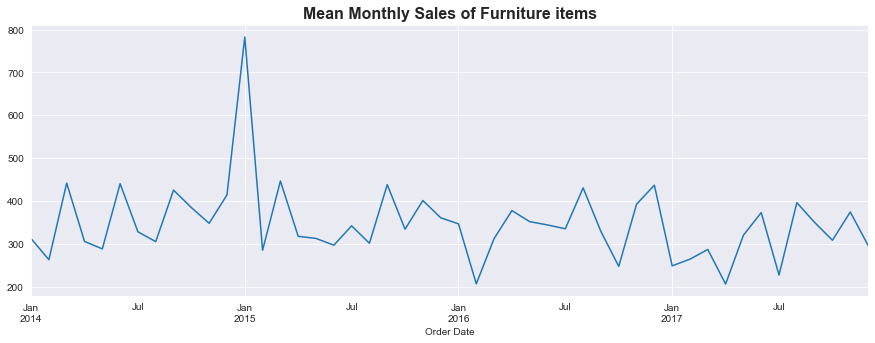 Mean Monthly Sales of Furniture items
800
700
600
500
400
300
200
Jan Jul Jan Jul Jan Jul Jan Jul
2014 2015 2016 2017
Order Date